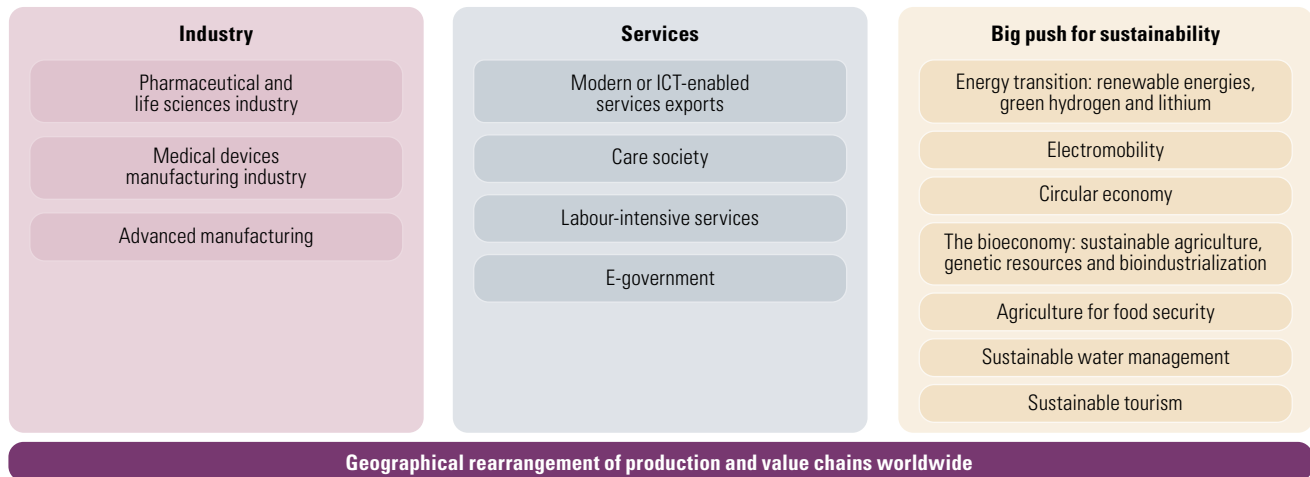 Industry
Pharmaceutical and
life sciences industry
Medical devices
manufacturing industry
Advanced manufacturing
Services
Modern or ICT-enabled
services exports
Care society
Labour-intensive services
E-government
Big push for sustainability
Energy transition: renewable energies,
green hydrogen and lithium
Electromobility
Circular economy
The bioeconomy: sustainable agriculture,
genetic resources and bioindustrialization
Agriculture for food security
Sustainable water management
Sustainable tourism
Geographical rearrangement of production and value chains worldwide